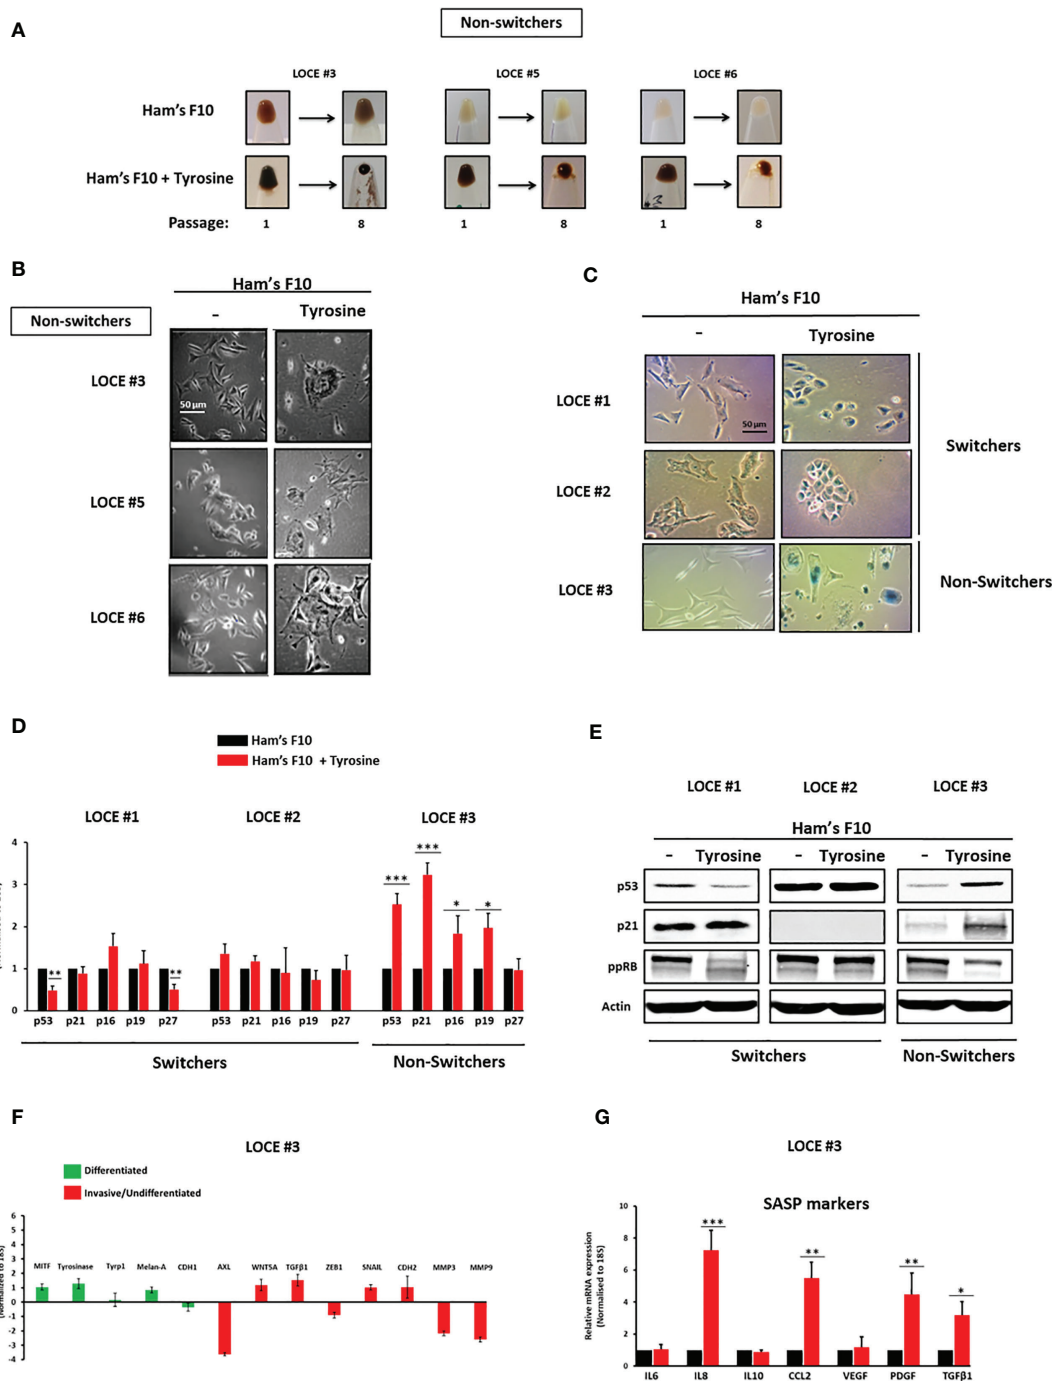 A
Non-switchers
LOCE #3
LOCE #5
LOCE #6
Ham's F10
Ham's F10 + Tyrosine
Passage:
1
8
1
8
1
8
B
Ham's F10
Non-switchers
-
Tyrosine
LOCE #3
50 µm
LOCE #5
LOCE #6
C
Ham's F10
-
Tyrosine
LOCE #1
50 µm
Switchers
LOCE #2
LOCE #3
Non-Switchers
D
Ham's F10
Ham's F10 + Tyrosine
LOCE #1
LOCE #2
LOCE #3
4
3
2
1
0
**
**
***
***
*
*
p53 p21 p16 p19 p27
p53 p21 p16 p19 p27
p53 p21 p16 p19 p27
Switchers
Non-Switchers
E
LOCE #1
LOCE #2
LOCE #3
Ham's F10
- Tyrosine
- Tyrosine
- Tyrosine
p53
p21
ppRB
Actin
Switchers
Non-Switchers
F
LOCE #3
Differentiated
Invasive/Undifferentiated
(Normalized to 18S)
6
5
4
3
2
1
0
-1
-2
-3
-4
MITF Tyrosinase Tyrp1 Melan-A CDH1 AXL WNT5A TGFβ1 ZEB1 SNAIL CDH2 MMP3 MMP9
G
LOCE #3
SASP markers
Relative mRNA expression
(Normalised to 18S)
10
8
6
4
2
0
***
**
**
*
IL6 IL8 IL10 CCL2 VEGF PDGF TGFβ1